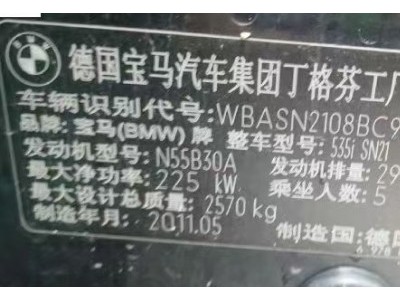 BMW
德国宝马汽车集团丁格芬工厂
车辆识别代号:WBASN2108BC9
品牌:宝马(BMW)牌 整车型号:535i SN21
发动机型号:N55B30A 发动机排量:29
最大净功率:225 kW 乘坐人数:5
最大设计总质量:2570 kg
制造年月:2011.05 制造国:德国